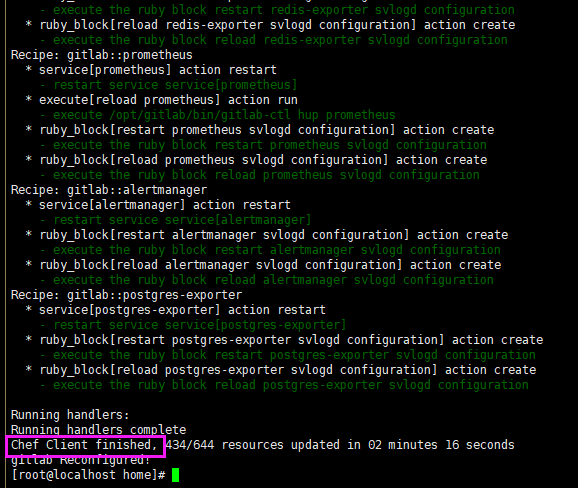 - execute the ruby block restart redis-exporter svlogd configuration
* ruby_block[reload redis-exporter svlogd configuration] action create
- execute the ruby block reload redis-exporter svlogd configuration
Recipe: gitlab::prometheus
* service[prometheus] action restart
- restart service service[prometheus]
* execute[reload prometheus] action run
- execute /opt/gitlab/bin/gitlab-ctl hup prometheus
* ruby_block[restart prometheus svlogd configuration] action create
- execute the ruby block restart prometheus svlogd configuration
* ruby_block[reload prometheus svlogd configuration] action create
- execute the ruby block reload prometheus svlogd configuration
Recipe: gitlab::alertmanager
* service[alertmanager] action restart
- restart service service[alertmanager]
* ruby_block[restart alertmanager svlogd configuration] action create
- execute the ruby block restart alertmanager svlogd configuration
* ruby_block[reload alertmanager svlogd configuration] action create
- execute the ruby block reload alertmanager svlogd configuration
Recipe: gitlab::postgres-exporter
* service[postgres-exporter] action restart
- restart service service[postgres-exporter]
* ruby_block[restart postgres-exporter svlogd configuration] action create
- execute the ruby block restart postgres-exporter svlogd configuration
* ruby_block[reload postgres-exporter svlogd configuration] action create
- execute the ruby block reload postgres-exporter svlogd configuration
Running handlers:
Running handlers complete
Chef Client finished, 434/644 resources updated in 02 minutes 16 seconds
gitlab Reconfigured!
[root@localhost home]#